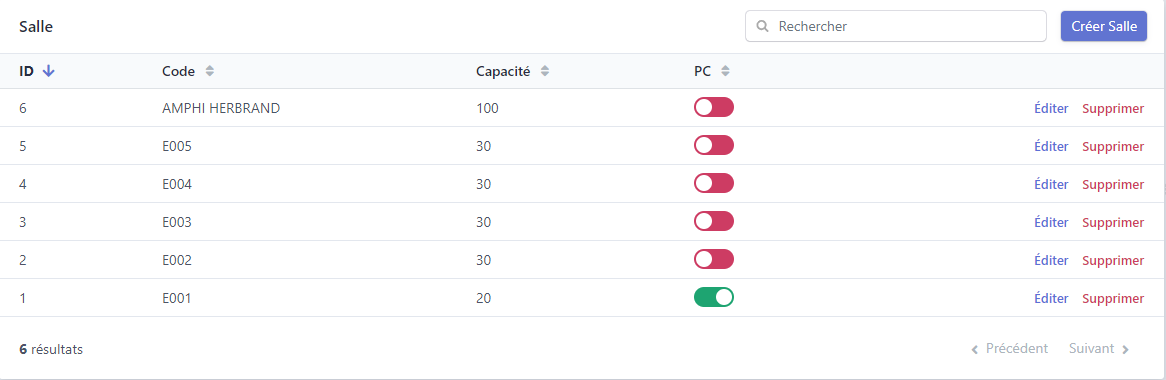 Salle Rechercher Créer Salle
ID Code Capacité PC
6 AMPHI HERBRAND 100 Éditer Supprimer
5 E005 30 Éditer Supprimer
4 E004 30 Éditer Supprimer
3 E003 30 Éditer Supprimer
2 E002 30 Éditer Supprimer
1 E001 20 Éditer Supprimer
6 résultats Précédent Suivant